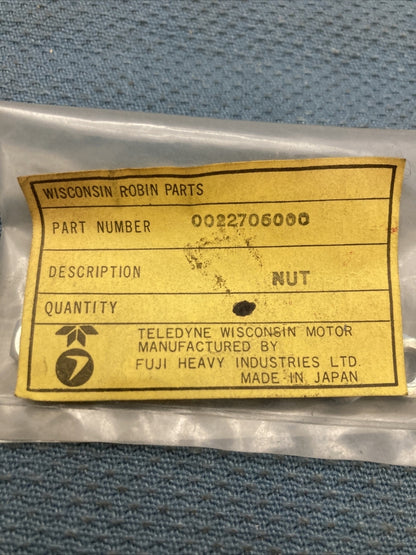 WISCONSIN ROBIN PARTS
PART NUMBER 0022706000
DESCRIPTION NUT
QUANTITY
TELEDYNE WISCONSIN MOTOR
MANUFACTURED BY
FUJI HEAVY INDUSTRIES LTD.
MADE IN JAPAN